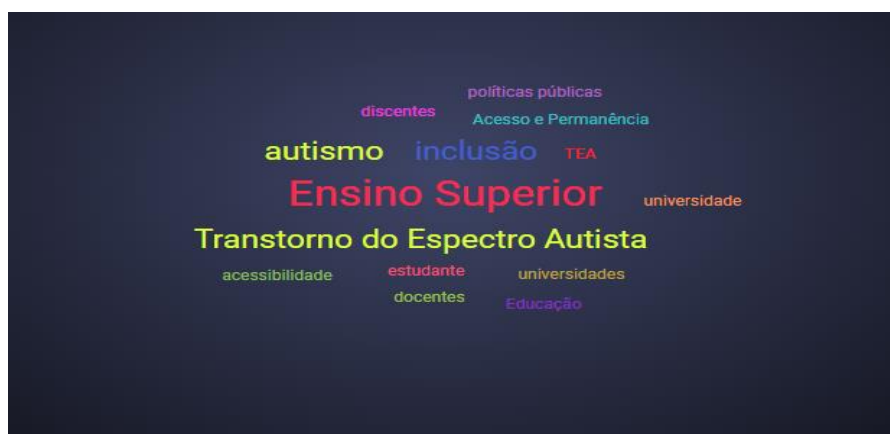 políticas públicas
discentes
Acesso e Permanência
autismo inclusão TEA
Ensino Superior
universidade
Transtorno do Espectro Autista
acessibilidade estudante universidades
docentes
Educação